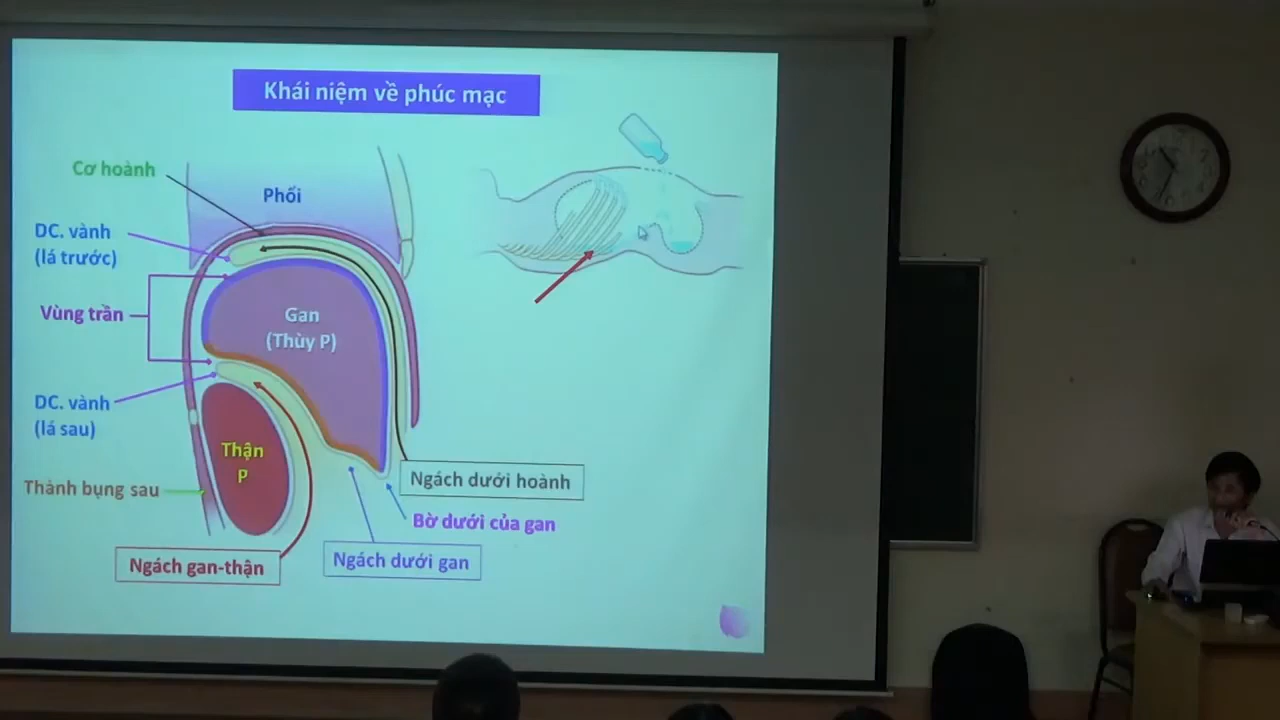 Khái niệm về phúc mạc
Cơ hoành
Phổi
DC. vành
(lá trước)
Vùng trần
Gan
(Thùy P)
DC. vành
(lá sau)
Thận
P
Thành bụng sau
Ngách dưới hoành
Bờ dưới của gan
Ngách dưới gan
Ngách gan-thận